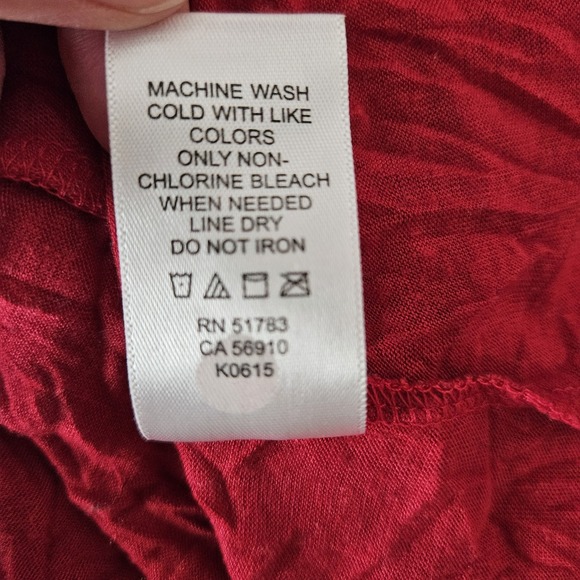 MACHINE WASH
COLD WITH LIKE
COLORS
ONLY NON-
CHLORINE BLEACH
WHEN NEEDED
LINE DRY
DO NOT IRON
RN 51783
CA 56910
K0615